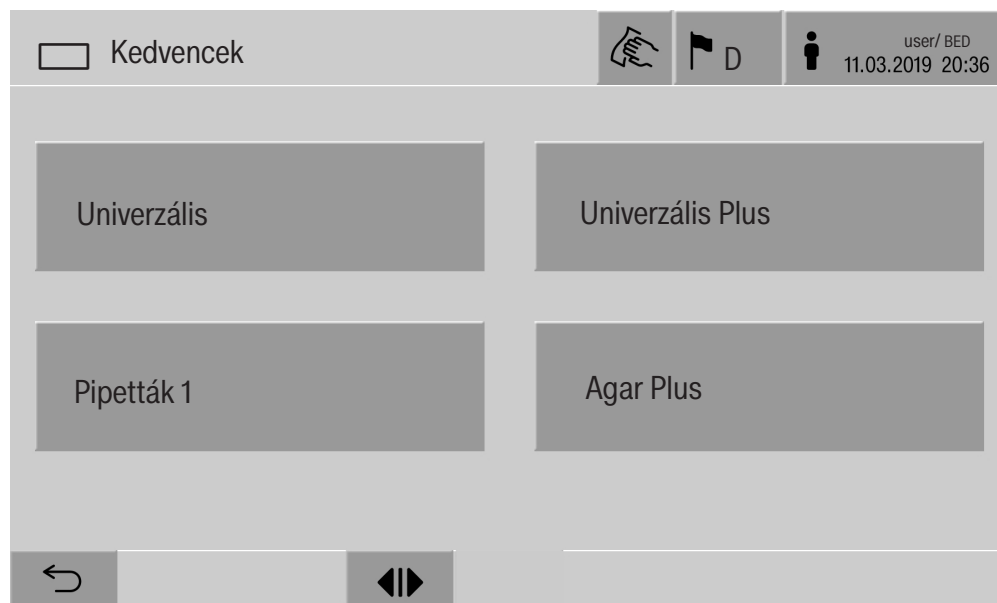 Kedvencek
D
user/ BED
11.03.2019 20:36
Univerzális
Univerzális Plus
Pipetták 1
Agar Plus